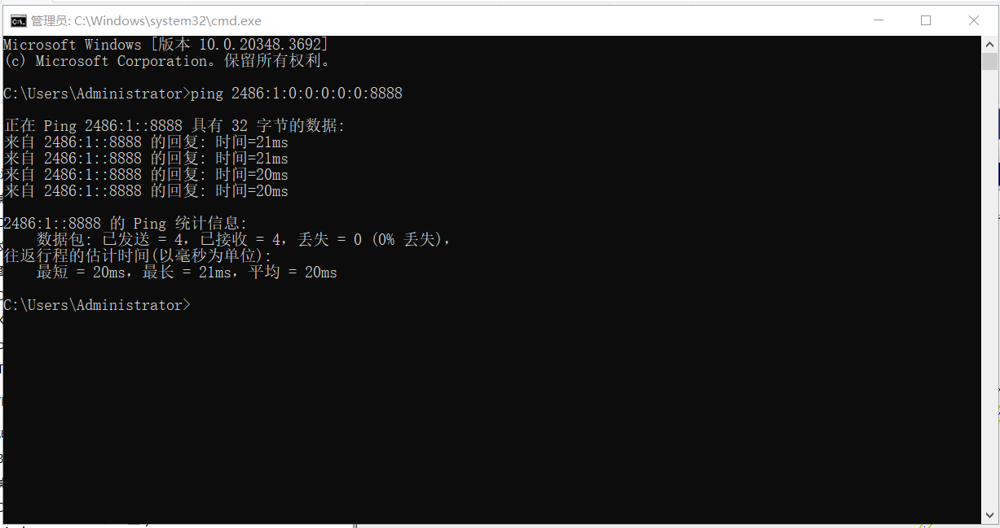 管理员: C:\Windows\system32\cmd.exe
Microsoft Windows [版本 10.0.20348.3692]
(c) Microsoft Corporation。保留所有权利。
C:\Users\Administrator>ping 2486:1:0:0:0:0:0:8888
正在 Ping 2486:1::8888 具有 32 字节的数据:
来自 2486:1::8888 的回复: 时间=21ms
来自 2486:1::8888 的回复: 时间=21ms
来自 2486:1::8888 的回复: 时间=20ms
来自 2486:1::8888 的回复: 时间=20ms
2486:1::8888 的 Ping 统计信息:
数据包: 已发送 = 4，已接收 = 4，丢失 = 0 (0% 丢失)，
往返行程的估计时间(以毫秒为单位):
最短 = 20ms，最长 = 21ms，平均 = 20ms
C:\Users\Administrator>